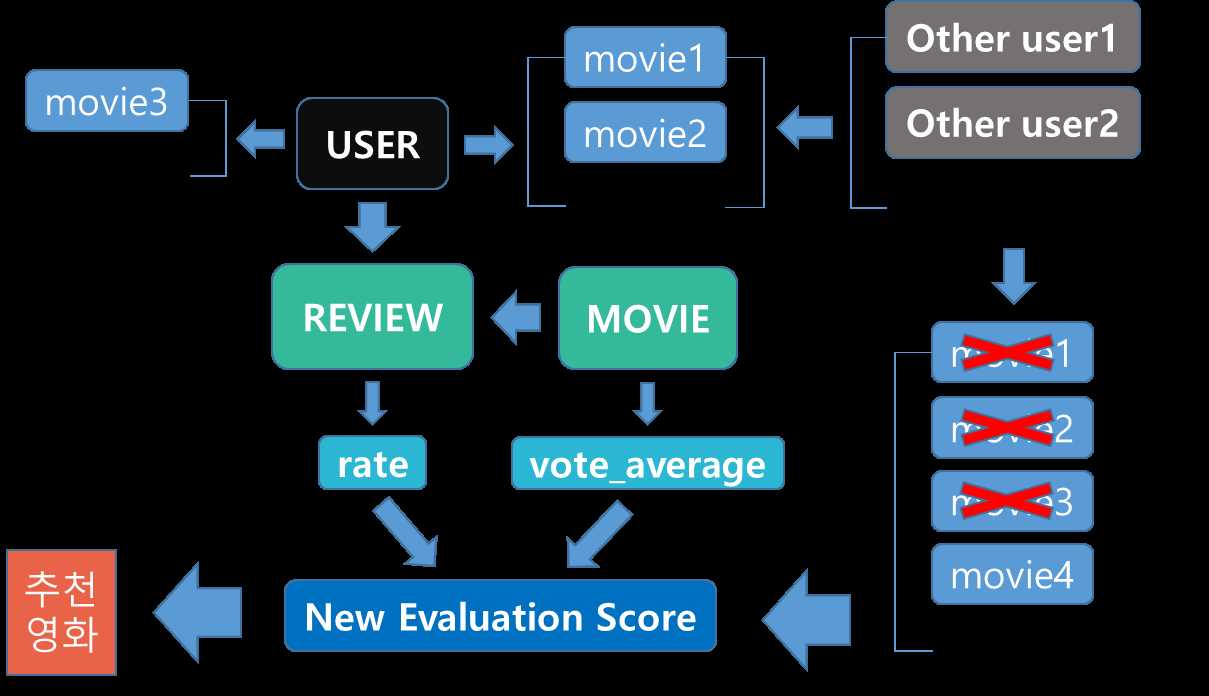 Other user1
movie1
movie3
Other user2
USER
movie2
REVIEW
MOVIE
movie1
movie2
rate
vote_average
movie3
movie4
추천
영화
New Evaluation Score